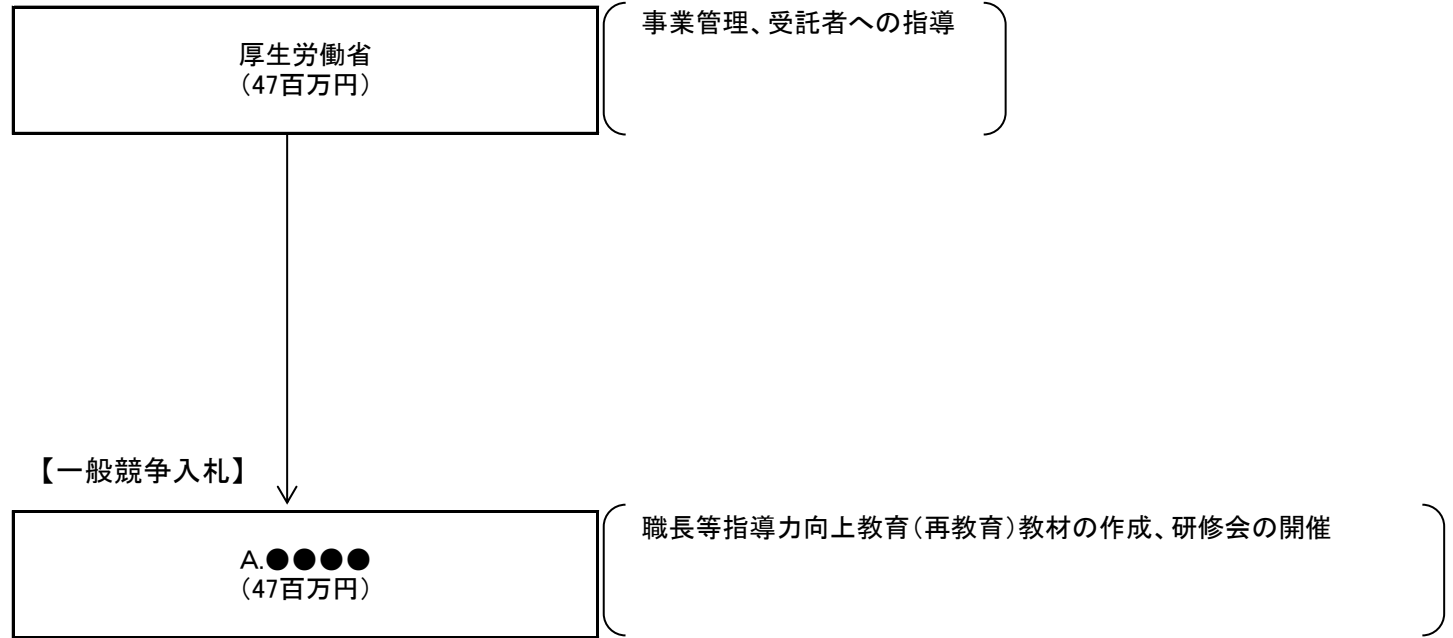 厚生労働省
（47百万円）
事業管理、受託者への指導
【一般競争入札】
A.●●●●
（47百万円）
職長等指導力向上教育（再教育）教材の作成、研修会の開催